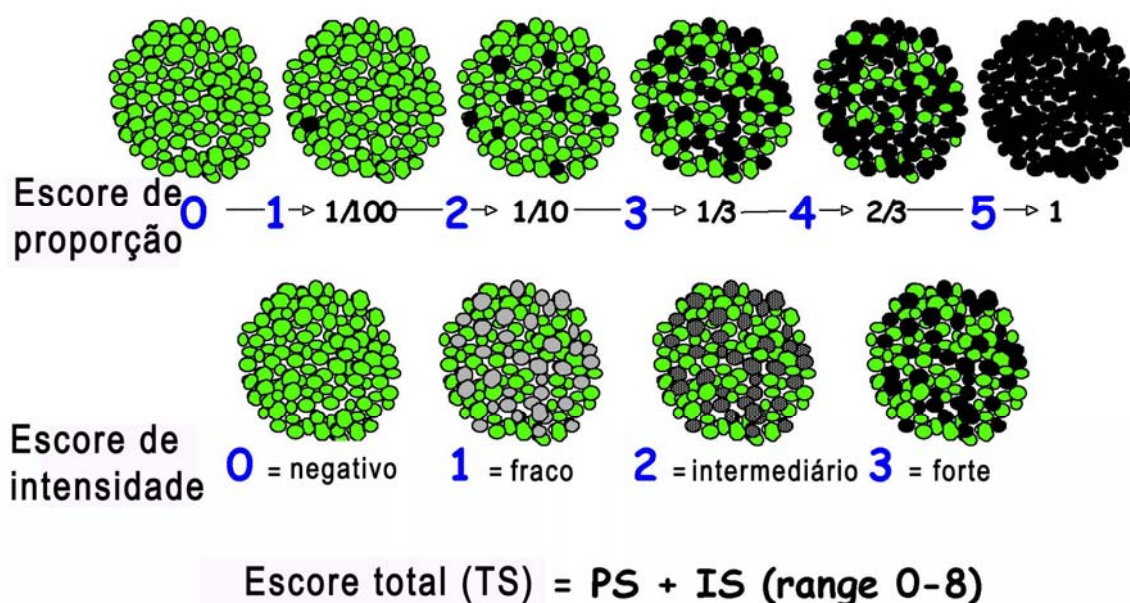 Escore de
proporção
0 1 1/100 2 1/10 3 1/3 4 2/3 5 1
Escore de
intensidade
0 = negativo 1 = fraco 2 = intermediário 3 = forte
Escore total (TS) = PS + IS (range 0-8)